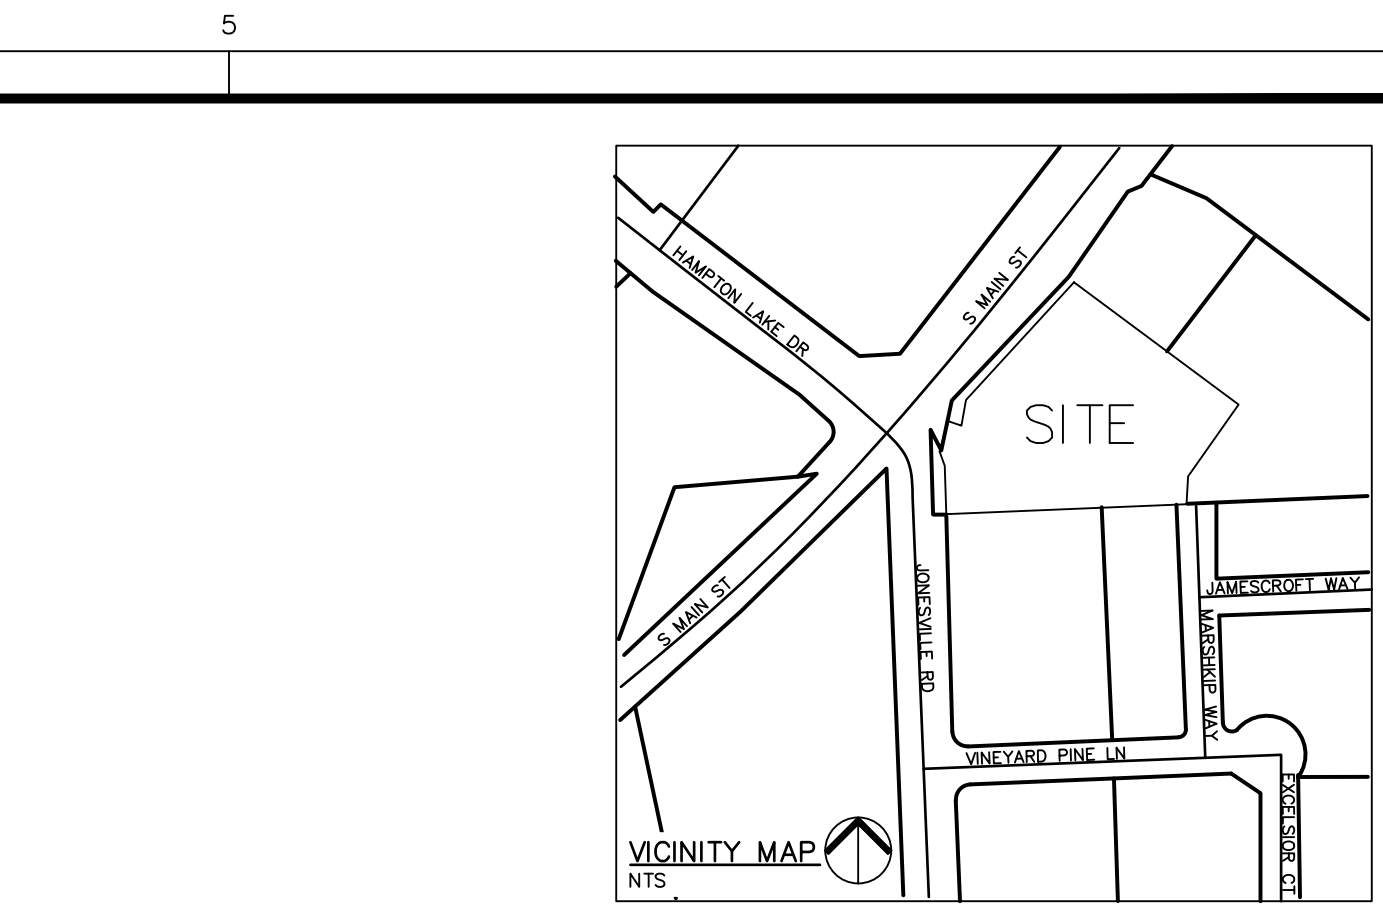 5
HAMPTON LAKE DR
S MAIN ST
SITE
S MAIN ST
JONESVILLE RD
JAMESCROFT WAY
MARSHKIP WAY
VINEYARD PINE LN
EXCELSIOR CT
VICINITY MAP
NTS